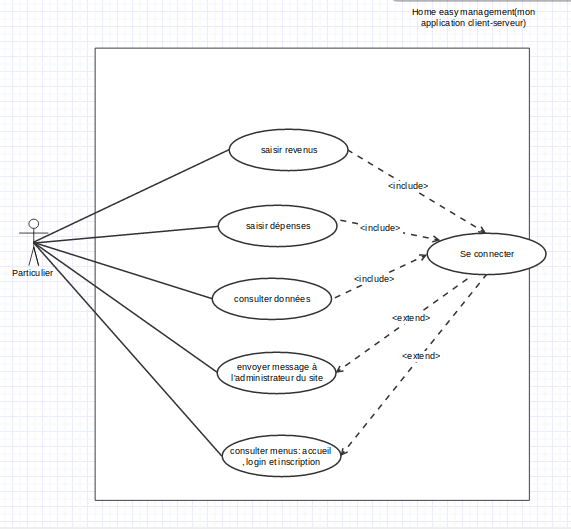 Home easy management(mon
application client-serveur)
saisir revenus
<include>
saisir dépenses
<include>
Se connecter
Particulier
<include>
consulter données
<extend>
envoyer message à
l'administrateur du site
<extend>
consulter menus: accueil
, login et inscription